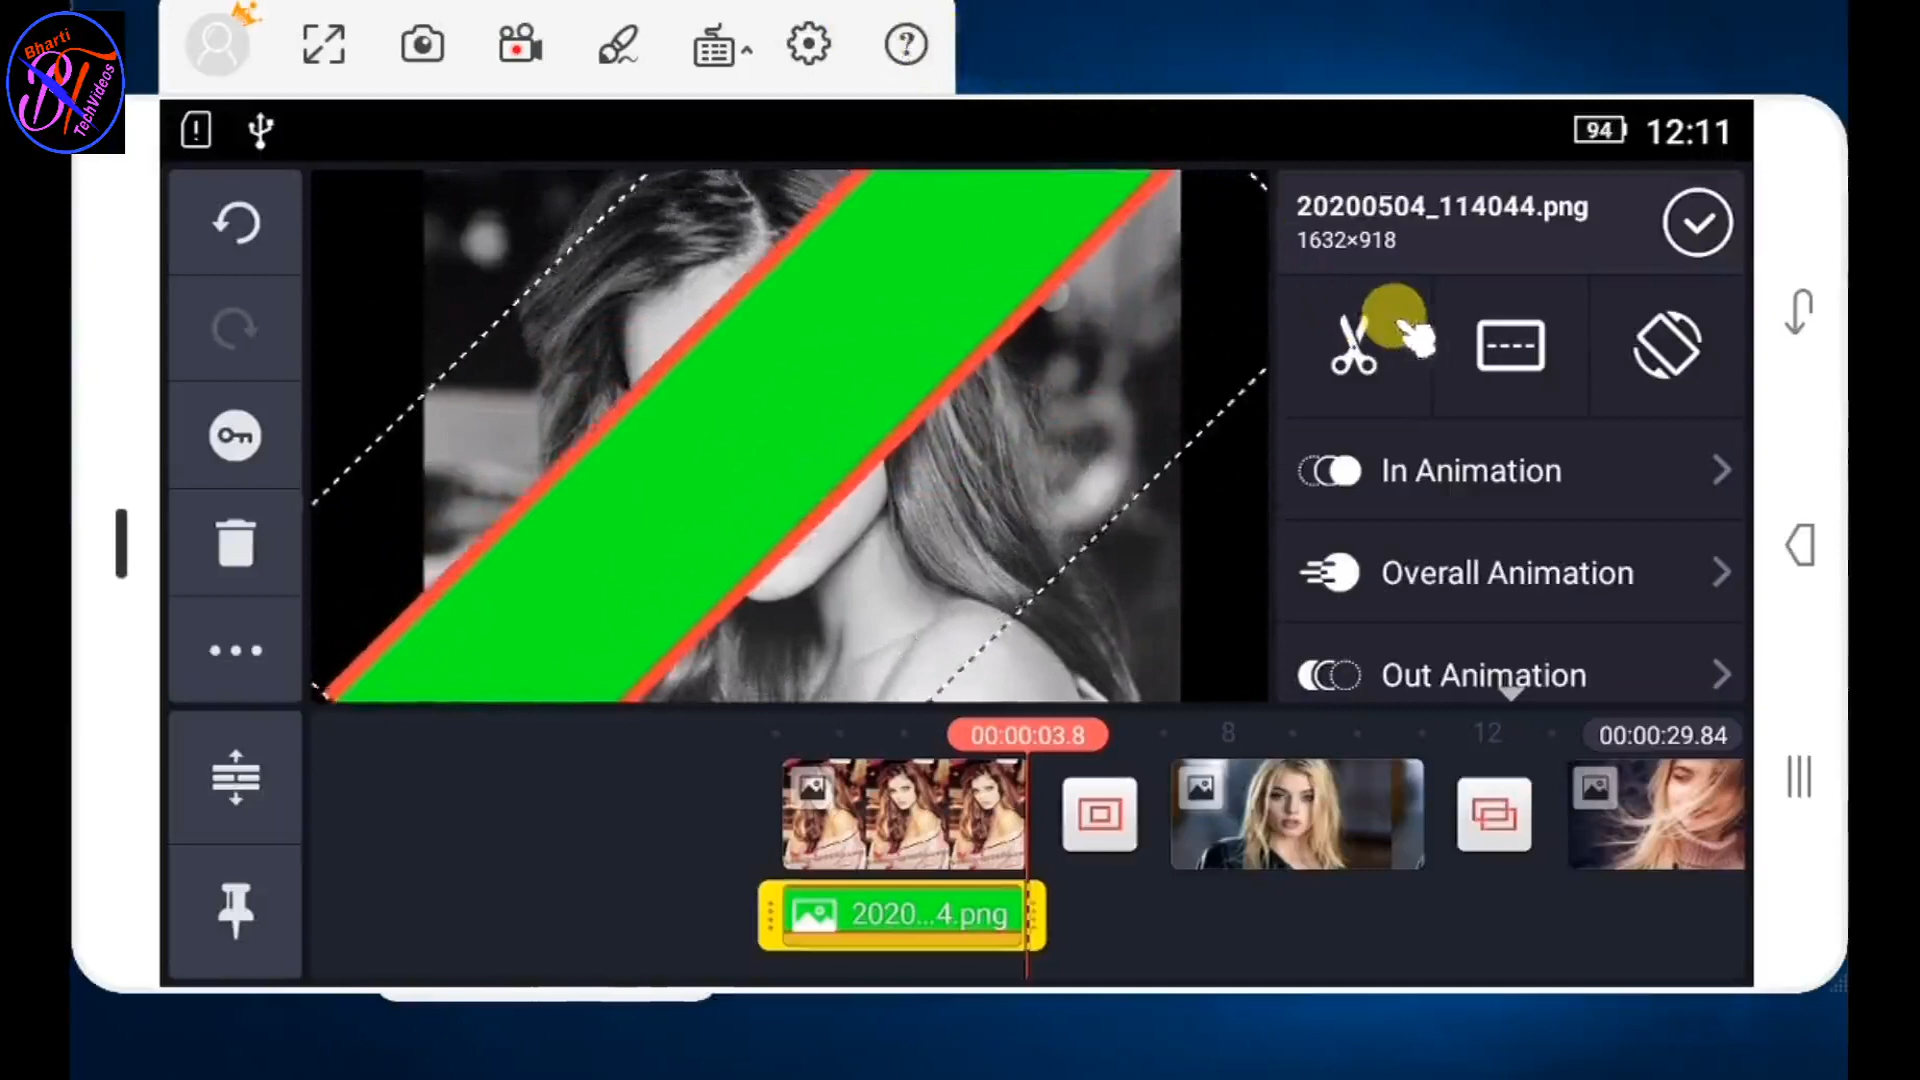 Bharti
BT
TechVideos
94 12:11
20200504_114044.png
1632×918
In Animation
Overall Animation
Out Animation
00:00:03.8
8
12
00:00:29.84
2020...4.png